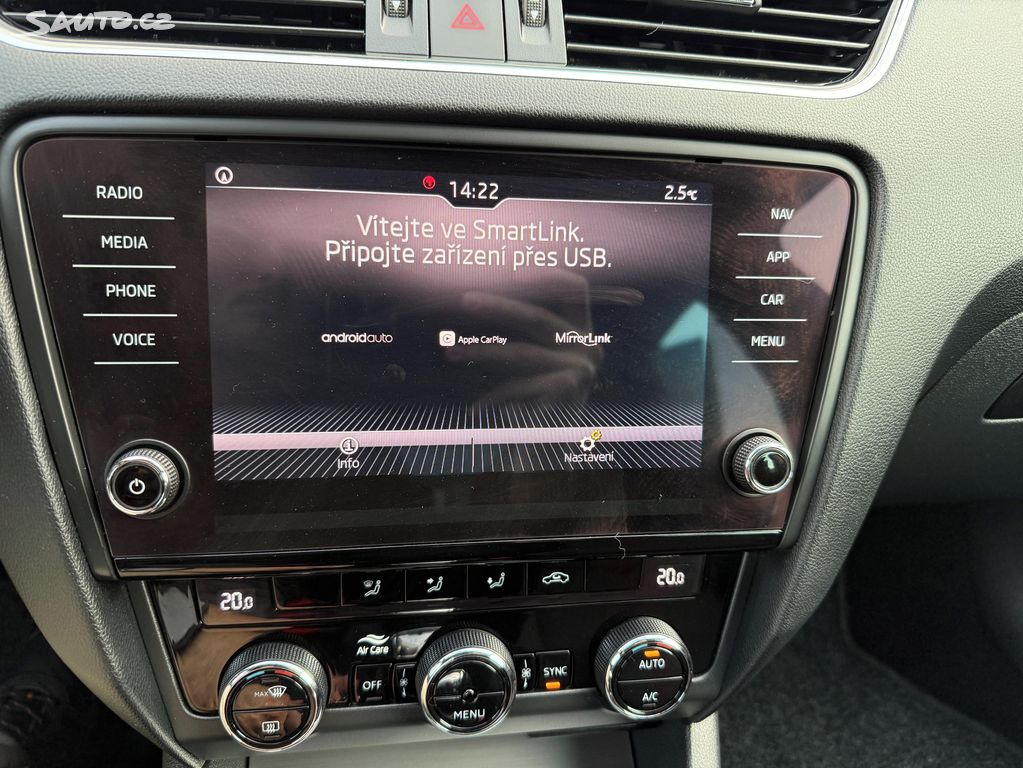 SAUTO.CZ
14:22
2.5°C
Vítejte ve SmartLink.
Připojte zařízení přes USB.
androidauto
Apple CarPlay
MirrorLink
Info
Nastavení
RADIO
MEDIA
PHONE
VOICE
NAV
APP
CAR
MENU
20.0
20.0
Air Care
MAX
OFF
MENU
SYNC
AUTO
A/C